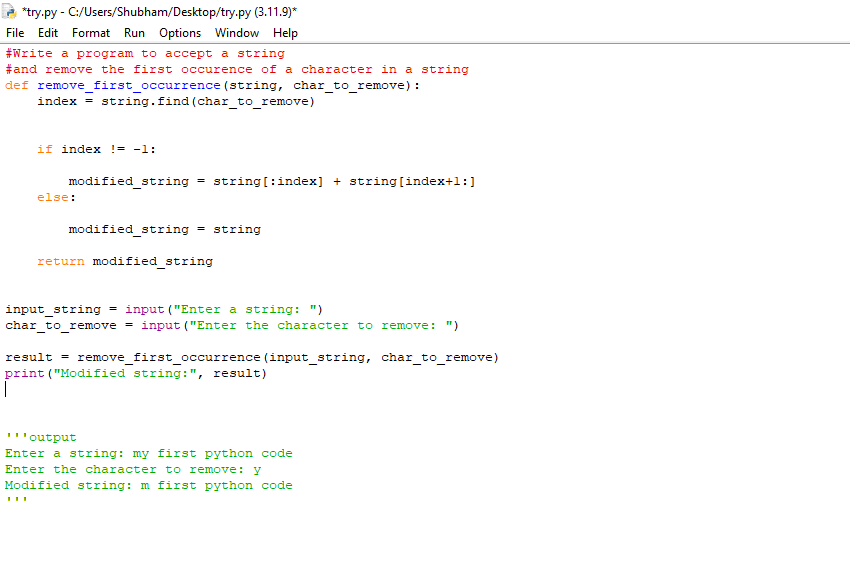 *try.py - C:/Users/Shubham/Desktop/try.py (3.11.9)*
File Edit Format Run Options Window Help
#Write a program to accept a string
#and remove the first occurence of a character in a string
def remove_first_occurrence(string, char_to_remove):
    index = string.find(char_to_remove)
    if index != -1:
        modified_string = string[:index] + string[index+1:]
    else:
        modified_string = string
    return modified_string
input_string = input("Enter a string: ")
char_to_remove = input("Enter the character to remove: ")
result = remove_first_occurrence(input_string, char_to_remove)
print("Modified string:", result)
'''output
Enter a string: my first python code
Enter the character to remove: y
Modified string: m first python code
'''